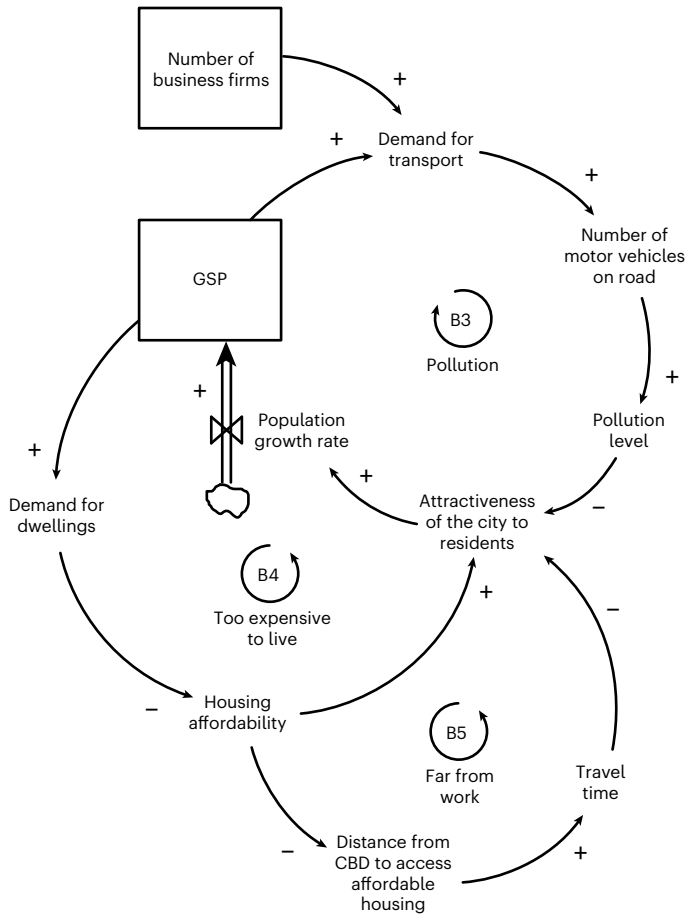 Number of
business firms
+
+
Demand for
transport
+
Number of
motor vehicles
on road
GSP
B3
Pollution
+
+
Population
growth rate
Pollution
level
+
+
−
Demand for
dwellings
Attractiveness
of the city to
residents
B4
Too expensive
to live
+
−
−
Housing
affordability
B5
Far from
work
Travel
time
−
Distance from
CBD to access
affordable
housing
+